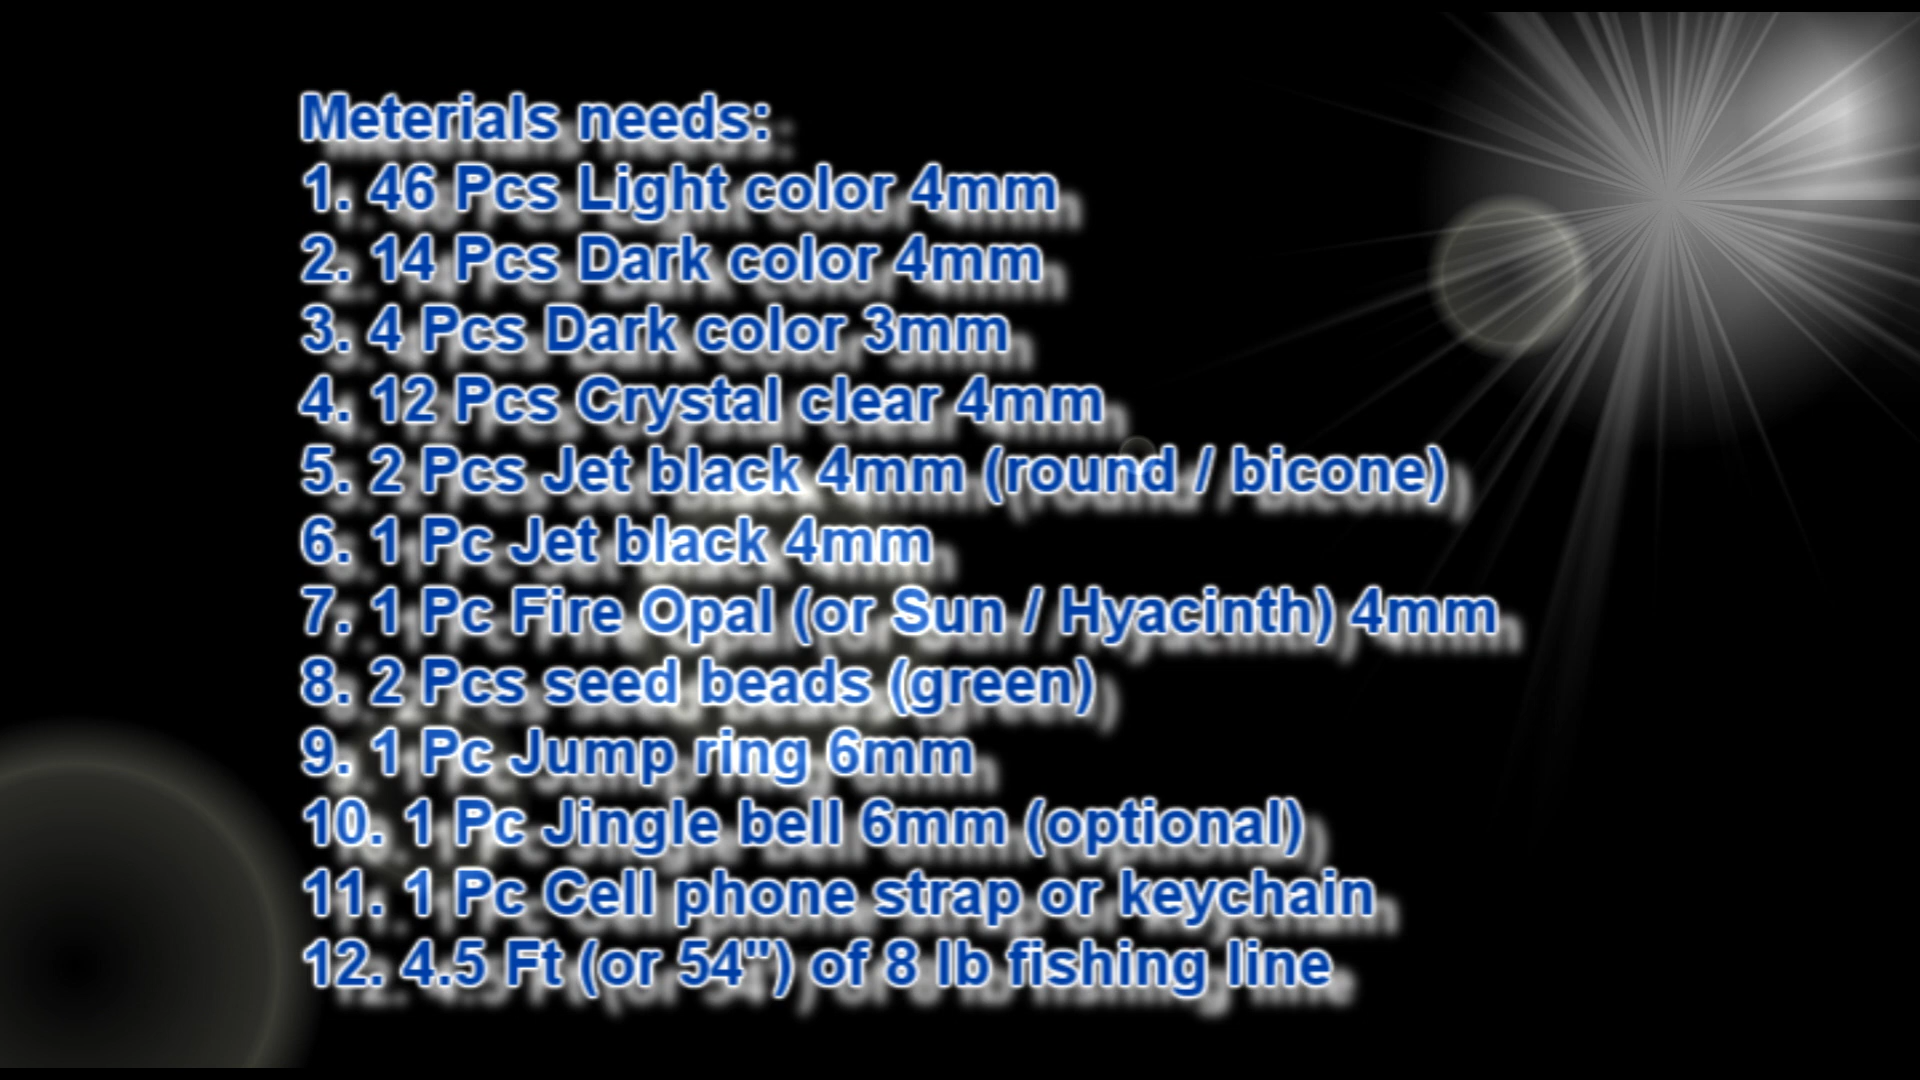 Meterials needs:
1. 46 Pcs Light color 4mm
2. 14 Pcs Dark color 4mm
3. 4 Pcs Dark color 3mm
4. 12 Pcs Crystal clear 4mm
5. 2 Pcs Jet black 4mm (round / bicone)
6. 1 Pc Jet black 4mm
7. 1 Pc Fire Opal (or Sun / Hyacinth) 4mm
8. 2 Pcs seed beads (green)
9. 1 Pc Jump ring 6mm
10. 1 Pc Jingle bell 6mm (optional)
11. 1 Pc Cell phone strap or keychain
12. 4.5 Ft (or 54") of 8 lb fishing line